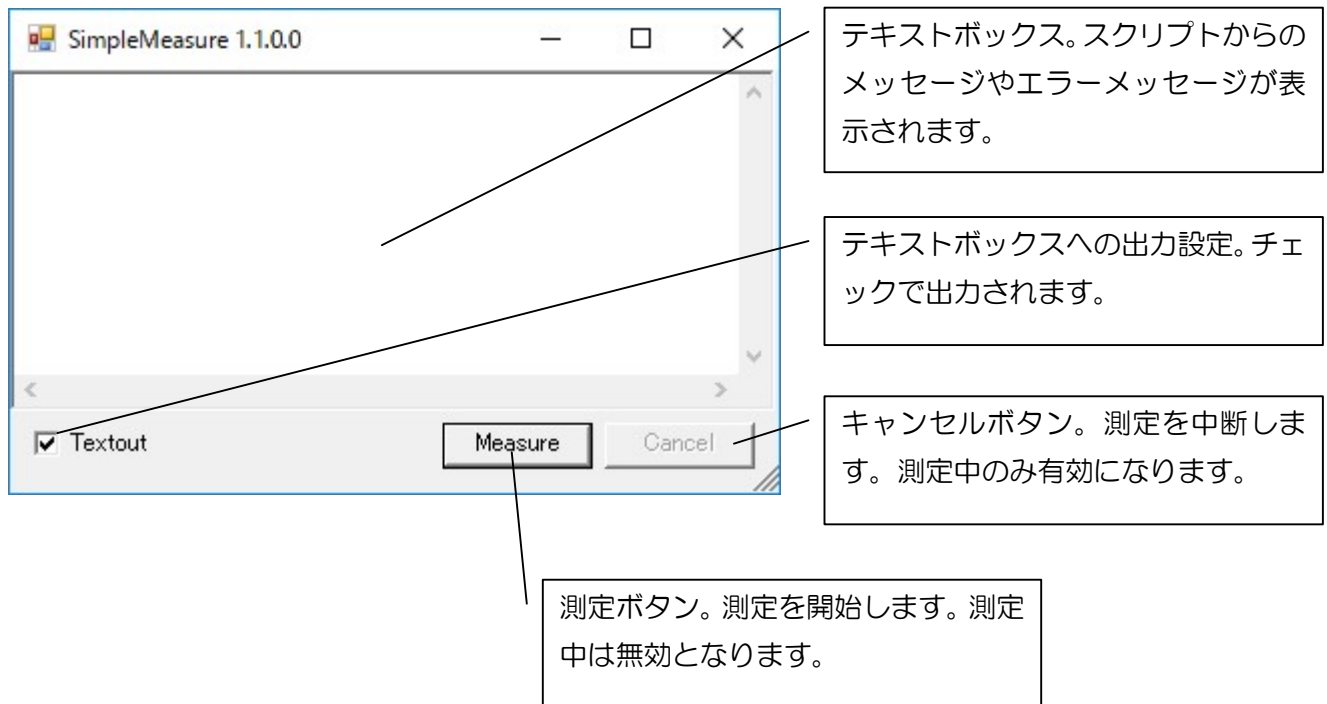 SimpleMeasure 1.1.0.0
テキストボックス。スクリプトからの
メッセージやエラーメッセージが表
示されます。
テキストボックスへの出力設定。チェ
ックで出力されます。
Textout
Measure
Cancel
キャンセルボタン。測定を中断しま
す。測定中のみ有効になります。
測定ボタン。測定を開始します。測定
中は無効となります。